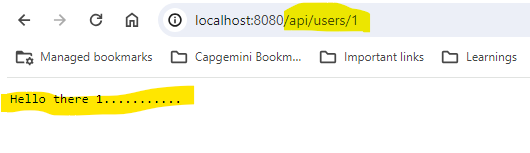 localhost:8080/api/users/1
Managed bookmarks Capgemini Bookm... Important links Learnings
Hello there 1...........